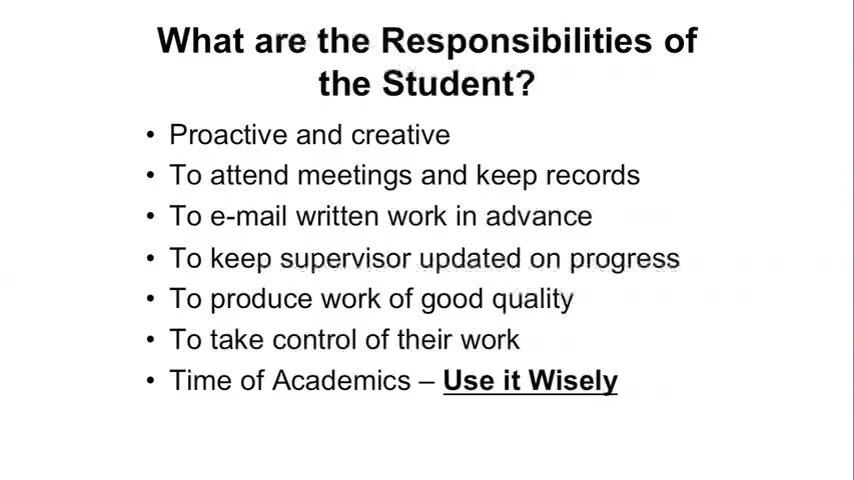 What are the Responsibilities of
the Student?
• Proactive and creative
• To attend meetings and keep records
• To e-mail written work in advance
• To keep supervisor updated on progress
• To produce work of good quality
• To take control of their work
• Time of Academics – Use it Wisely